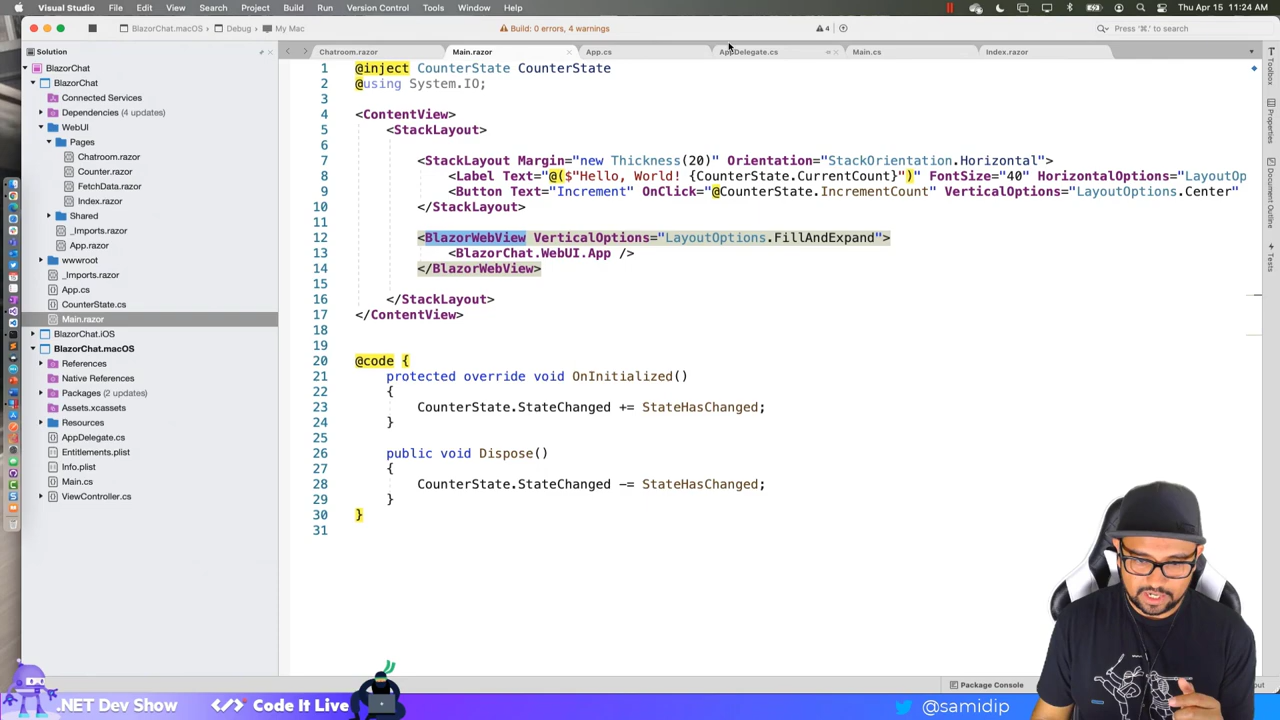 Visual Studio File Edit View Search Project Build Run Version Control Tools Window Help Thu Apr 15 11:24 AM
BlazorChat.macOS Debug My Mac Build: 0 errors, 4 warnings 4 Press '⌘.' to search
Solution
Chatroom.razor Main.razor App.cs AppDelegate.cs Main.cs Index.razor
BlazorChat
BlazorChat
Connected Services
Dependencies (4 updates)
WebUI
Pages
Chatroom.razor
Counter.razor
FetchData.razor
Index.razor
Shared
_Imports.razor
App.razor
wwwroot
_Imports.razor
App.cs
CounterState.cs
Main.razor
BlazorChat.iOS
BlazorChat.macOS
References
Native References
Packages (2 updates)
Assets.xcassets
Resources
AppDelegate.cs
Entitlements.plist
Info.plist
Main.cs
ViewController.cs
1 @inject CounterState CounterState
2 @using System.IO;
3
4 <ContentView>
5 <StackLayout>
6
7 <StackLayout Margin="new Thickness(20)" Orientation="StackOrientation.Horizontal">
8 <Label Text="@($"Hello, World! {CounterState.CurrentCount}")" FontSize="40" HorizontalOptions="LayoutOp
9 <Button Text="Increment" OnClick="@CounterState.IncrementCount" VerticalOptions="LayoutOptions.Center"
10 </StackLayout>
11
12 <BlazorWebView VerticalOptions="LayoutOptions.FillAndExpand">
13 <BlazorChat.WebUI.App />
14 </BlazorWebView>
15
16 </StackLayout>
17 </ContentView>
18
19
20 @code {
21 protected override void OnInitialized()
22 {
23 CounterState.StateChanged += StateHasChanged;
24 }
25
26 public void Dispose()
27 {
28 CounterState.StateChanged -= StateHasChanged;
29 }
30 }
31
Toolbox
Properties
Document Outline
Tests
Package Console
.NET Dev Show </> Code It Live @samidip